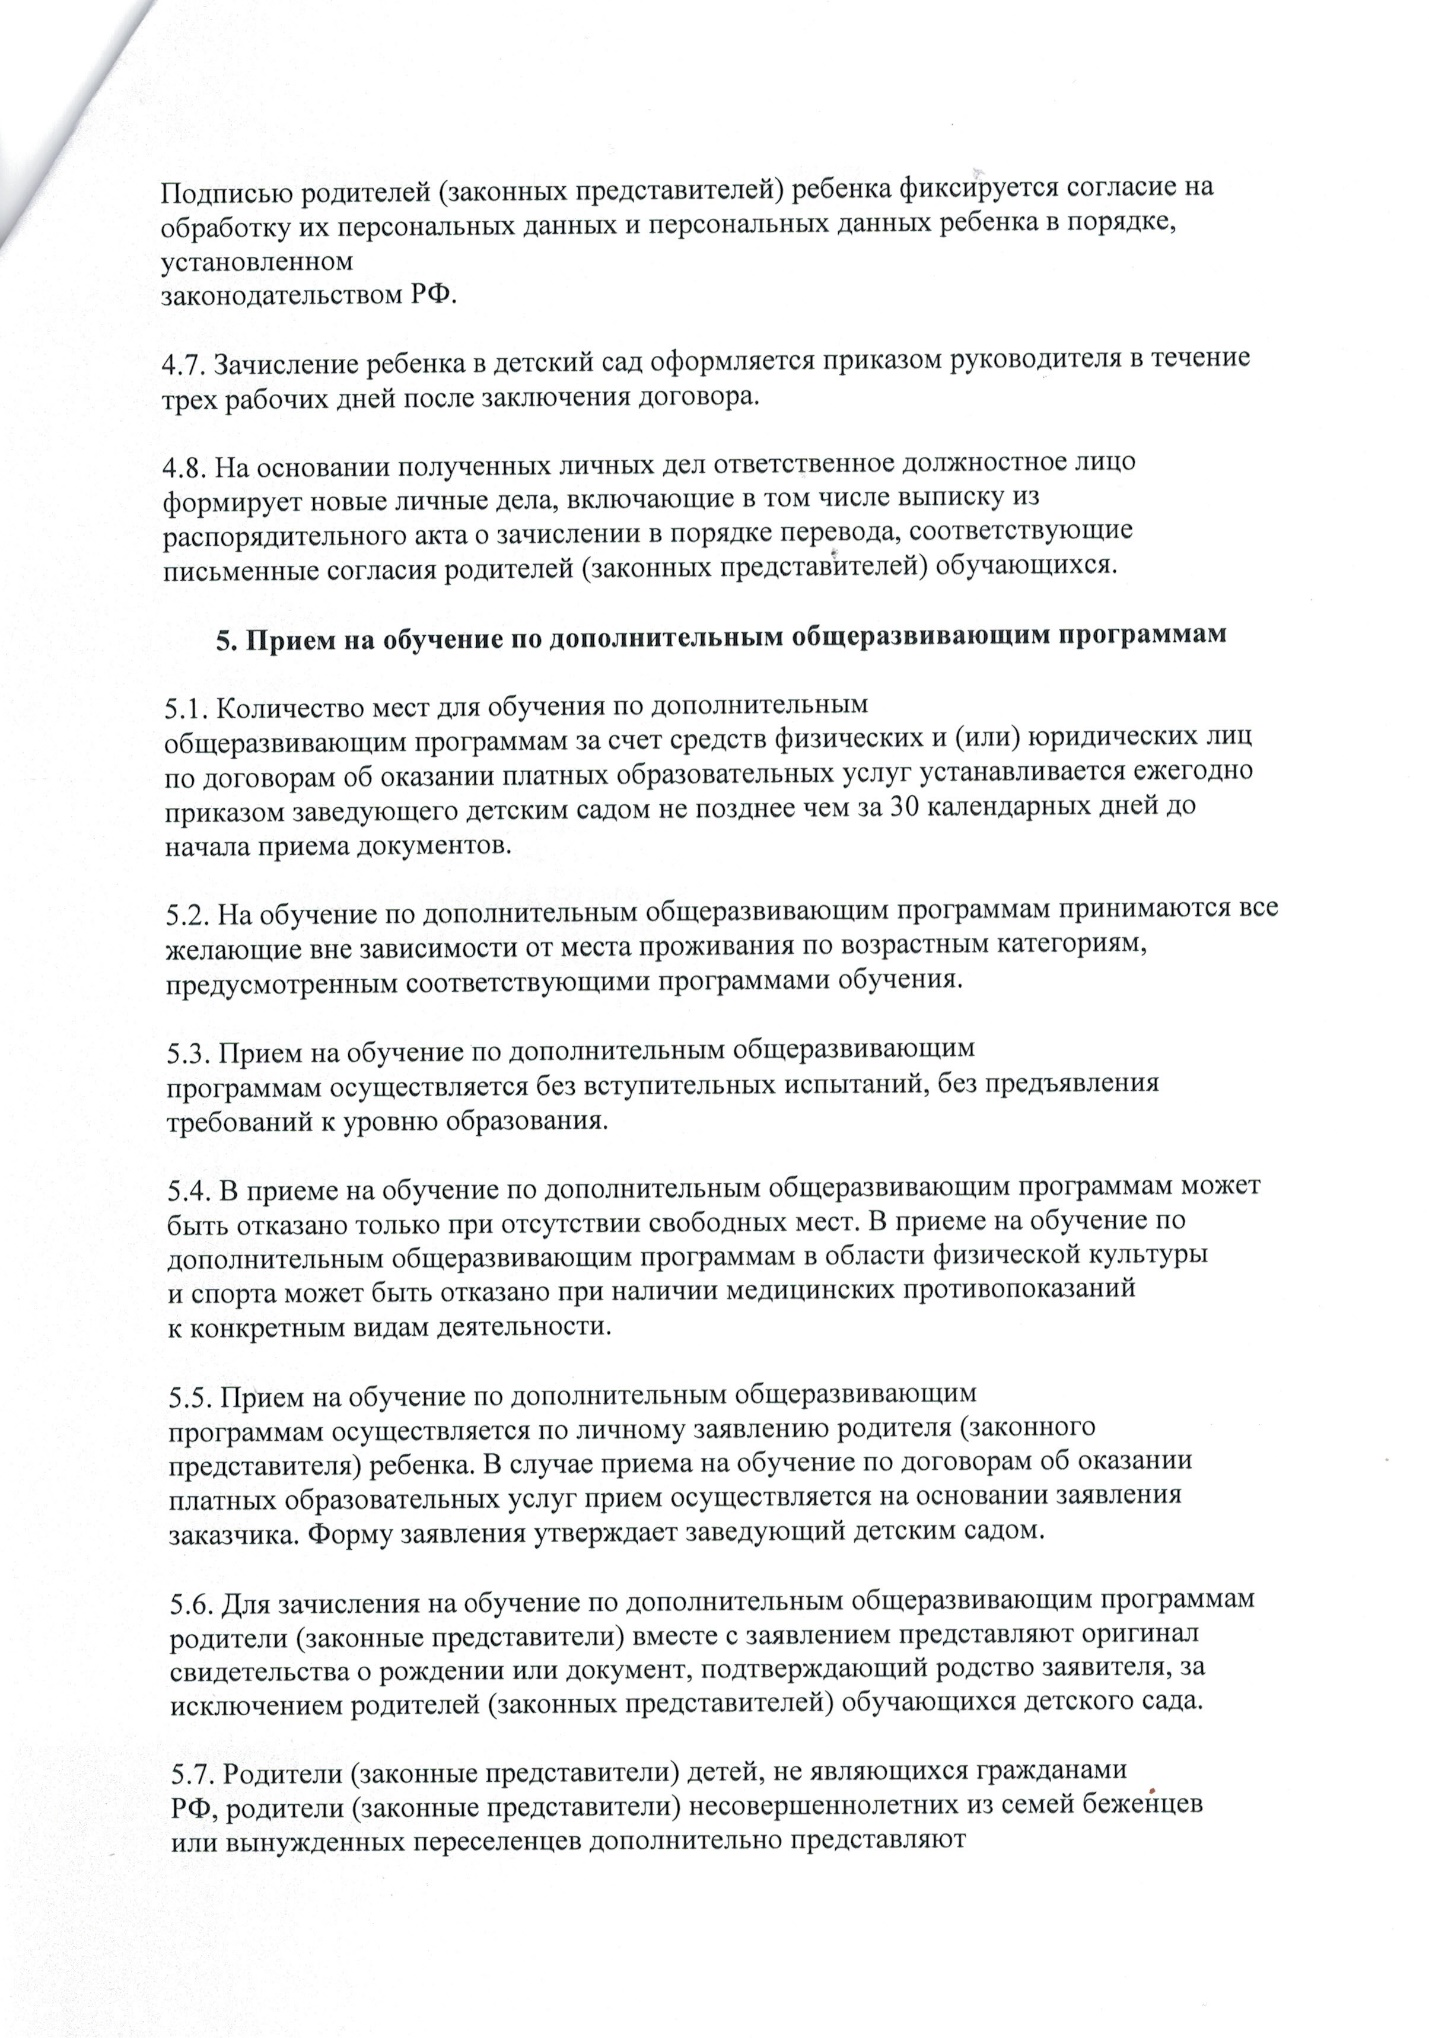 Подписью родителей (законных представителей) ребенка фиксируется согласие на
обработку их персональных данных и персональных данных ребенка в порядке,
установленном
законодательством РФ.
4.7. Зачисление ребенка в детский сад оформляется приказом руководителя в течение
трех рабочих дней после заключения договора.
4.8. На основании полученных личных дел ответственное должностное лицо
формирует новые личные дела, включающие в том числе выписку из
распорядительного акта о зачислении в порядке перевода, соответствующие
письменные согласия родителей (законных представителей) обучающихся.
5. Прием на обучение по дополнительным общеразвивающим программам
5.1. Количество мест для обучения по дополнительным
общеразвивающим программам за счет средств физических и (или) юридических лиц
по договорам об оказании платных образовательных услуг устанавливается ежегодно
приказом заведующего детским садом не позднее чем за 30 календарных дней до
начала приема документов.
5.2. На обучение по дополнительным общеразвивающим программам принимаются все
желающие вне зависимости от места проживания по возрастным категориям,
предусмотренным соответствующими программами обучения.
5.3. Прием на обучение по дополнительным общеразвивающим
программам осуществляется без вступительных испытаний, без предъявления
требований к уровню образования.
5.4. В приеме на обучение по дополнительным общеразвивающим программам может
быть отказано только при отсутствии свободных мест. В приеме на обучение по
дополнительным общеразвивающим программам в области физической культуры
и спорта может быть отказано при наличии медицинских противопоказаний
к конкретным видам деятельности.
5.5. Прием на обучение по дополнительным общеразвивающим
программам осуществляется по личному заявлению родителя (законного
представителя) ребенка. В случае приема на обучение по договорам об оказании
платных образовательных услуг прием осуществляется на основании заявления
заказчика. Форму заявления утверждает заведующий детским садом.
5.6. Для зачисления на обучение по дополнительным общеразвивающим программам
родители (законные представители) вместе с заявлением представляют оригинал
свидетельства о рождении или документ, подтверждающий родство заявителя, за
исключением родителей (законных представителей) обучающихся детского сада.
5.7. Родители (законные представители) детей, не являющихся гражданами
РФ, родители (законные представители) несовершеннолетних из семей беженцев
или вынужденных переселенцев дополнительно представляют